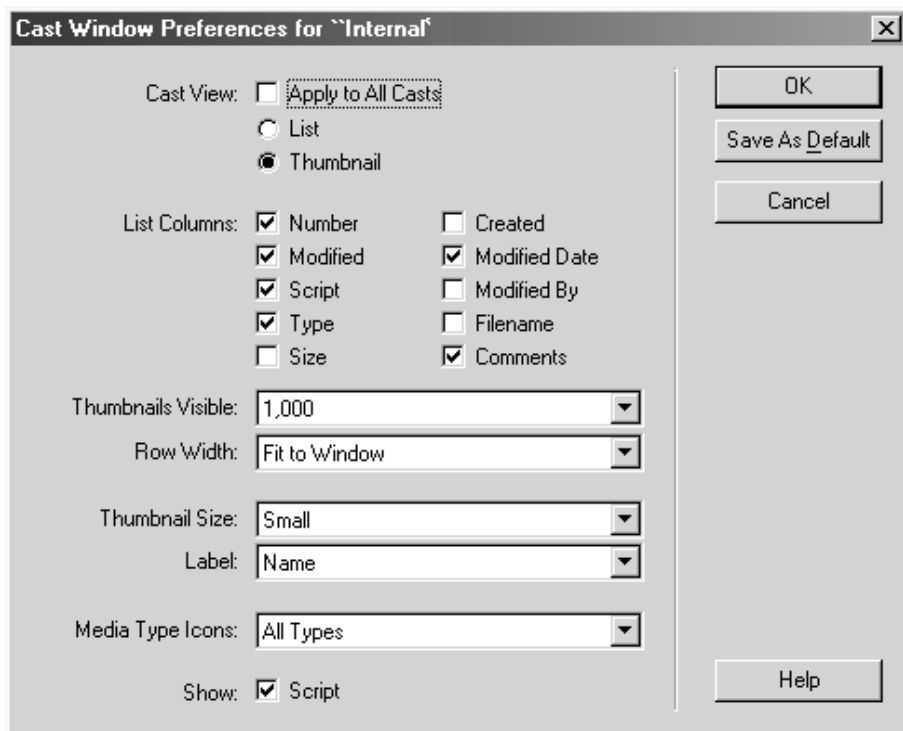 Cast Window Preferences for ``Internal`
Cast View: Apply to All Casts
List
Thumbnail
List Columns: Number Created
Modified Modified Date
Script Modified By
Type Filename
Size Comments
Thumbnails Visible: 1,000
Row Width: Fit to Window
Thumbnail Size: Small
Label: Name
Media Type Icons: All Types
Show: Script
OK
Save As Default
Cancel
Help